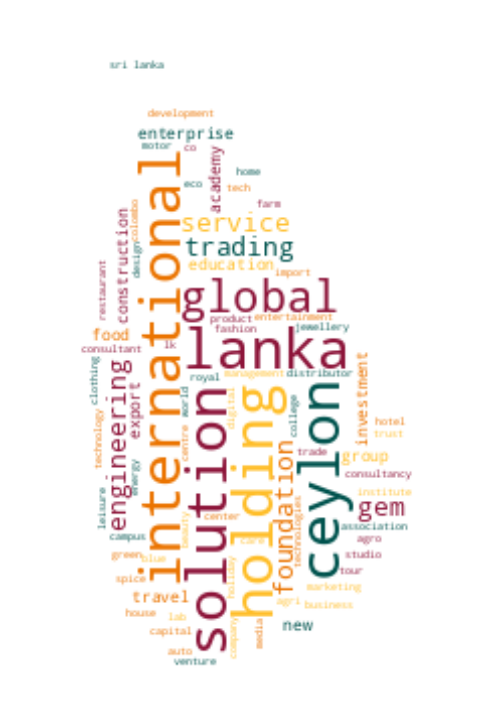 sri lanka
development
enterprise
motor
co
academy
home
eco
tech
farm
colombo
construction
international
service
design
trading
education
import
restaurant
global
product
entertainment
fashion
jewellery
food
lanka
consultant
lk
royal
management
distributor
clothing
engineering
export
world
solution
digital
holding
college
ceylon
investment
hotel
trust
technology
centre
trade
group
energy
foundation
consultancy
leisure
technologies
institute
gem
center
association
campus
beauty
care
agro
green
blue
studio
spice
holiday
tour
marketing
travel
agri
business
house
lab
company
new
capital
media
auto
venture